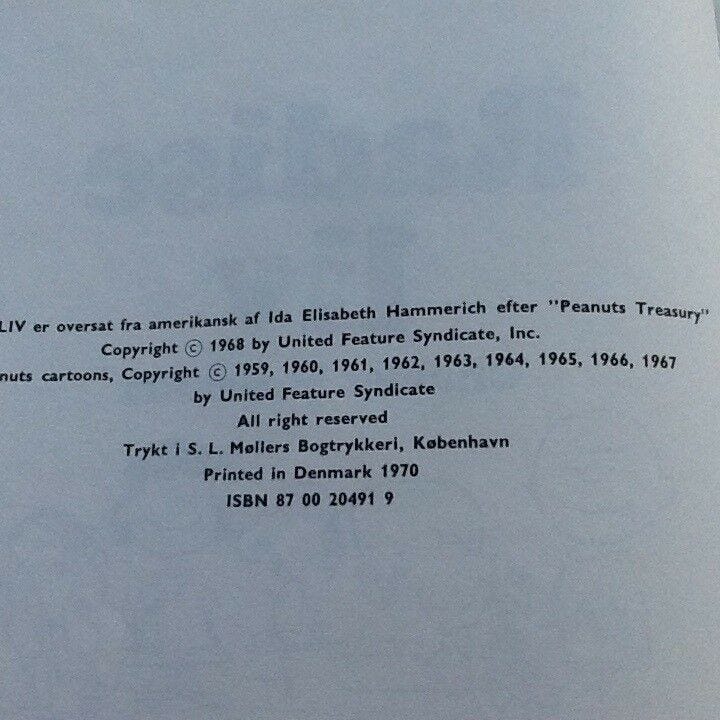 LIV er oversat fra amerikansk af Ida Elisabeth Hammerich efter "Peanuts Treasury"
Copyright © 1968 by United Feature Syndicate, Inc.
nuts cartoons, Copyright © 1959, 1960, 1961, 1962, 1963, 1964, 1965, 1966, 1967
by United Feature Syndicate
All right reserved
Trykt i S. L. Møllers Bogtrykkeri, København
Printed in Denmark 1970
ISBN 87 00 20491 9